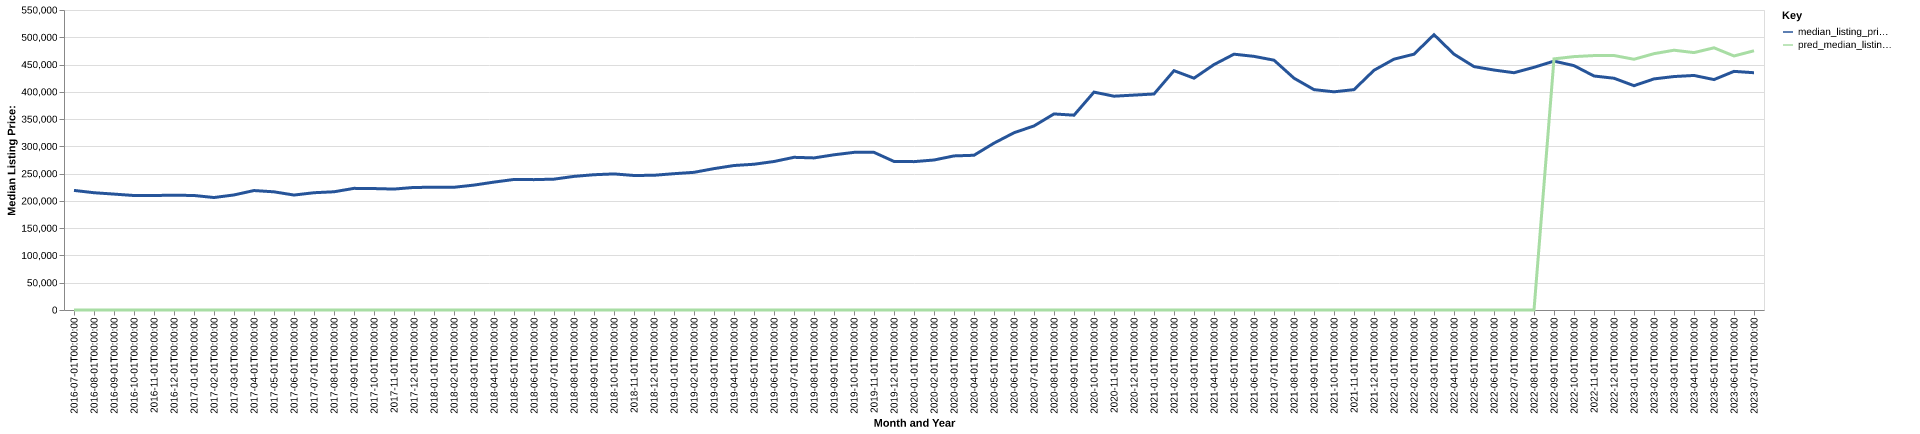 550,000
500,000
450,000
400,000
350,000
300,000
250,000
200,000
150,000
100,000
50,000
0
Median Listing Price:
2016-07-01T00:00:00
2016-08-01T00:00:00
2016-09-01T00:00:00
2016-10-01T00:00:00
2016-11-01T00:00:00
2016-12-01T00:00:00
2017-01-01T00:00:00
2017-02-01T00:00:00
2017-03-01T00:00:00
2017-04-01T00:00:00
2017-05-01T00:00:00
2017-06-01T00:00:00
2017-07-01T00:00:00
2017-08-01T00:00:00
2017-09-01T00:00:00
2017-10-01T00:00:00
2017-11-01T00:00:00
2017-12-01T00:00:00
2018-01-01T00:00:00
2018-02-01T00:00:00
2018-03-01T00:00:00
2018-04-01T00:00:00
2018-05-01T00:00:00
2018-06-01T00:00:00
2018-07-01T00:00:00
2018-08-01T00:00:00
2018-09-01T00:00:00
2018-10-01T00:00:00
2018-11-01T00:00:00
2018-12-01T00:00:00
2019-01-01T00:00:00
2019-02-01T00:00:00
2019-03-01T00:00:00
2019-04-01T00:00:00
2019-05-01T00:00:00
2019-06-01T00:00:00
2019-07-01T00:00:00
2019-08-01T00:00:00
2019-09-01T00:00:00
2019-10-01T00:00:00
2019-11-01T00:00:00
2019-12-01T00:00:00
2020-01-01T00:00:00
2020-02-01T00:00:00
2020-03-01T00:00:00
2020-04-01T00:00:00
2020-05-01T00:00:00
2020-06-01T00:00:00
2020-07-01T00:00:00
2020-08-01T00:00:00
2020-09-01T00:00:00
2020-10-01T00:00:00
2020-11-01T00:00:00
2020-12-01T00:00:00
2021-01-01T00:00:00
2021-02-01T00:00:00
2021-03-01T00:00:00
2021-04-01T00:00:00
2021-05-01T00:00:00
2021-06-01T00:00:00
2021-07-01T00:00:00
2021-08-01T00:00:00
2021-09-01T00:00:00
2021-10-01T00:00:00
2021-11-01T00:00:00
2021-12-01T00:00:00
2022-01-01T00:00:00
2022-02-01T00:00:00
2022-03-01T00:00:00
2022-04-01T00:00:00
2022-05-01T00:00:00
2022-06-01T00:00:00
2022-07-01T00:00:00
2022-08-01T00:00:00
2022-09-01T00:00:00
2022-10-01T00:00:00
2022-11-01T00:00:00
2022-12-01T00:00:00
2023-01-01T00:00:00
2023-02-01T00:00:00
2023-03-01T00:00:00
2023-04-01T00:00:00
2023-05-01T00:00:00
2023-06-01T00:00:00
2023-07-01T00:00:00
Month and Year
Key
median_listing_pri…
pred_median_listin…